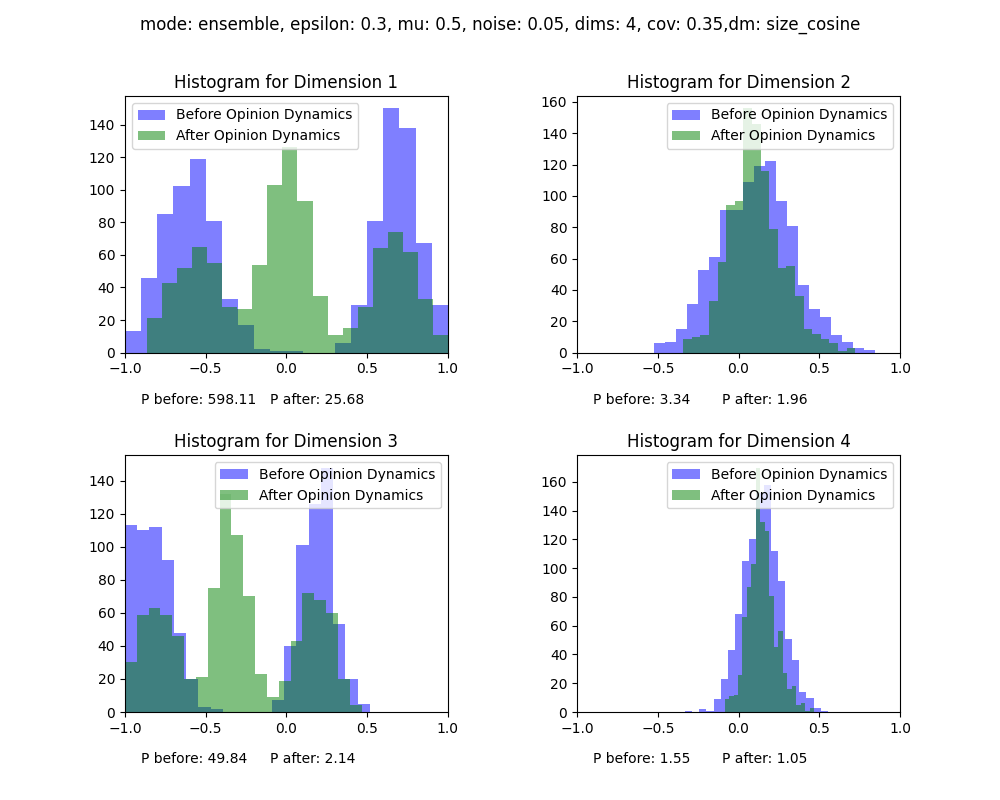 mode: ensemble, epsilon: 0.3, mu: 0.5, noise: 0.05, dims: 4, cov: 0.35,dm: size_cosine
Histogram for Dimension 1
Before Opinion Dynamics
After Opinion Dynamics
140
120
100
80
60
40
20
0
−1.0 −0.5 0.0 0.5 1.0
P before: 598.11 P after: 25.68
Histogram for Dimension 2
Before Opinion Dynamics
After Opinion Dynamics
160
140
120
100
80
60
40
20
0
−1.0 −0.5 0.0 0.5 1.0
P before: 3.34 P after: 1.96
Histogram for Dimension 3
Before Opinion Dynamics
After Opinion Dynamics
140
120
100
80
60
40
20
0
−1.0 −0.5 0.0 0.5 1.0
P before: 49.84 P after: 2.14
Histogram for Dimension 4
Before Opinion Dynamics
After Opinion Dynamics
160
140
120
100
80
60
40
20
0
−1.0 −0.5 0.0 0.5 1.0
P before: 1.55 P after: 1.05